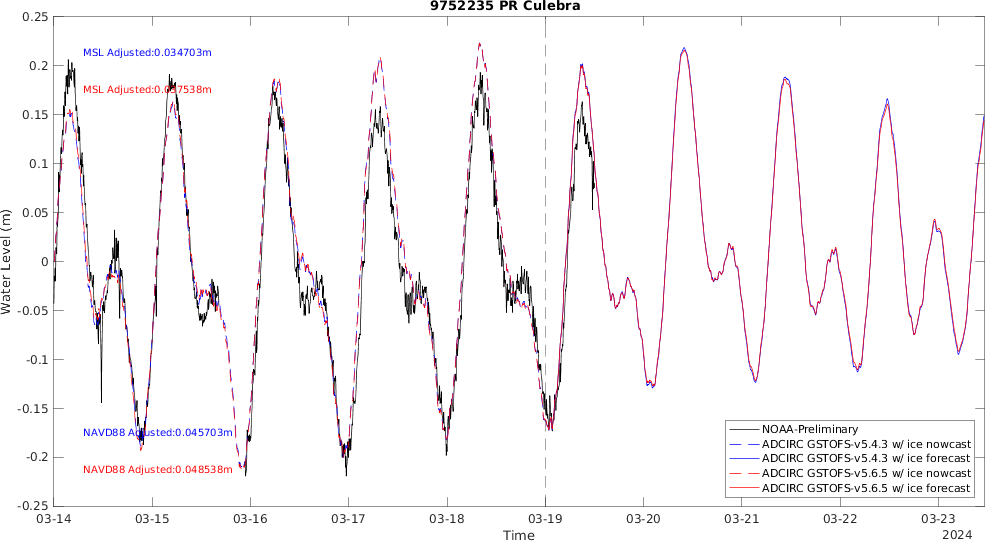 9752235 PR Culebra
0.25
0.2
0.15
0.1
0.05
0
-0.05
-0.1
-0.15
-0.2
-0.25
Water Level (m)
MSL Adjusted:0.034703m
MSL Adjusted:0.037538m
NAVD88 Adjusted:0.045703m
NAVD88 Adjusted:0.048538m
NOAA-Preliminary
ADCIRC GSTOFS-v5.4.3 w/ ice nowcast
ADCIRC GSTOFS-v5.4.3 w/ ice forecast
ADCIRC GSTOFS-v5.6.5 w/ ice nowcast
ADCIRC GSTOFS-v5.6.5 w/ ice forecast
03-14 03-15 03-16 03-17 03-18 03-19 03-20 03-21 03-22 03-23
Time
2024